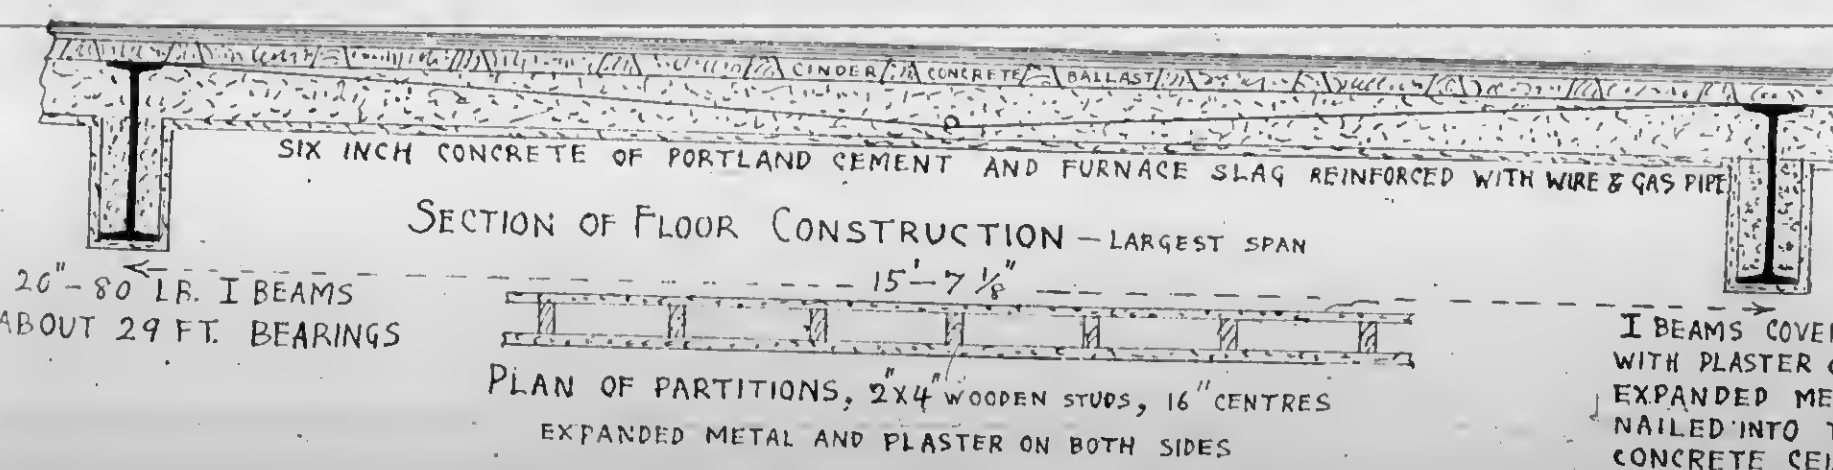 CINDER CONCRETE BALLAST
SIX INCH CONCRETE OF PORTLAND CEMENT AND FURNACE SLAG REINFORCED WITH WIRE & GAS PIPE
SECTION OF FLOOR CONSTRUCTION — LARGEST SPAN
15'-7 1/8"
20"-80 LB. I BEAMS
ABOUT 29 FT. BEARINGS
PLAN OF PARTITIONS, 2"X4" WOODEN STUDS, 16" CENTRES
EXPANDED METAL AND PLASTER ON BOTH SIDES
I BEAMS COVE
WITH PLASTER
EXPANDED ME
NAILED INTO
CONCRETE CEI